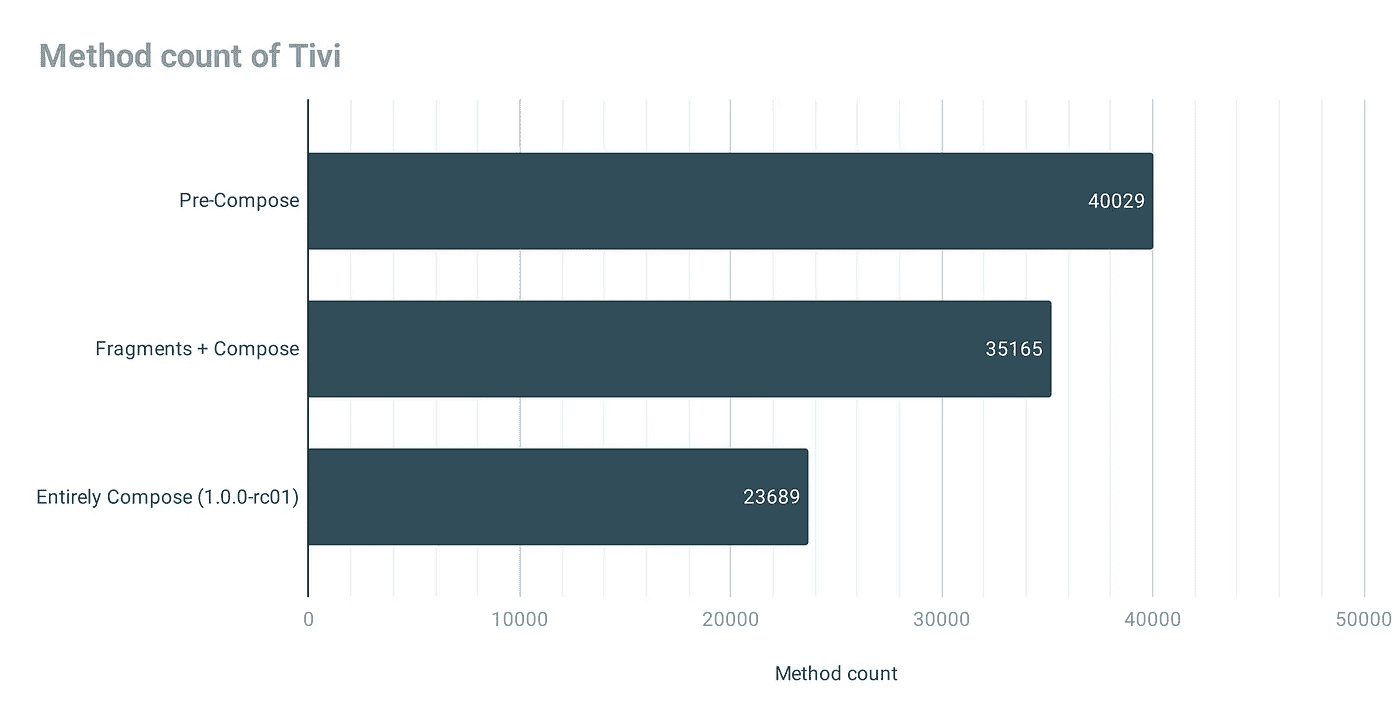 Method count of Tivi
Pre-Compose
40029
Fragments + Compose
35165
Entirely Compose (1.0.0-rc01)
23689
0 10000 20000 30000 40000 50000
Method count